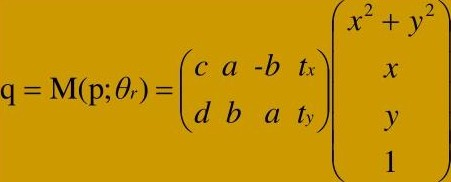 q = M(p;θr) = ( c a -b tx
d b a ty ) ( x² + y²
x
y
1 )